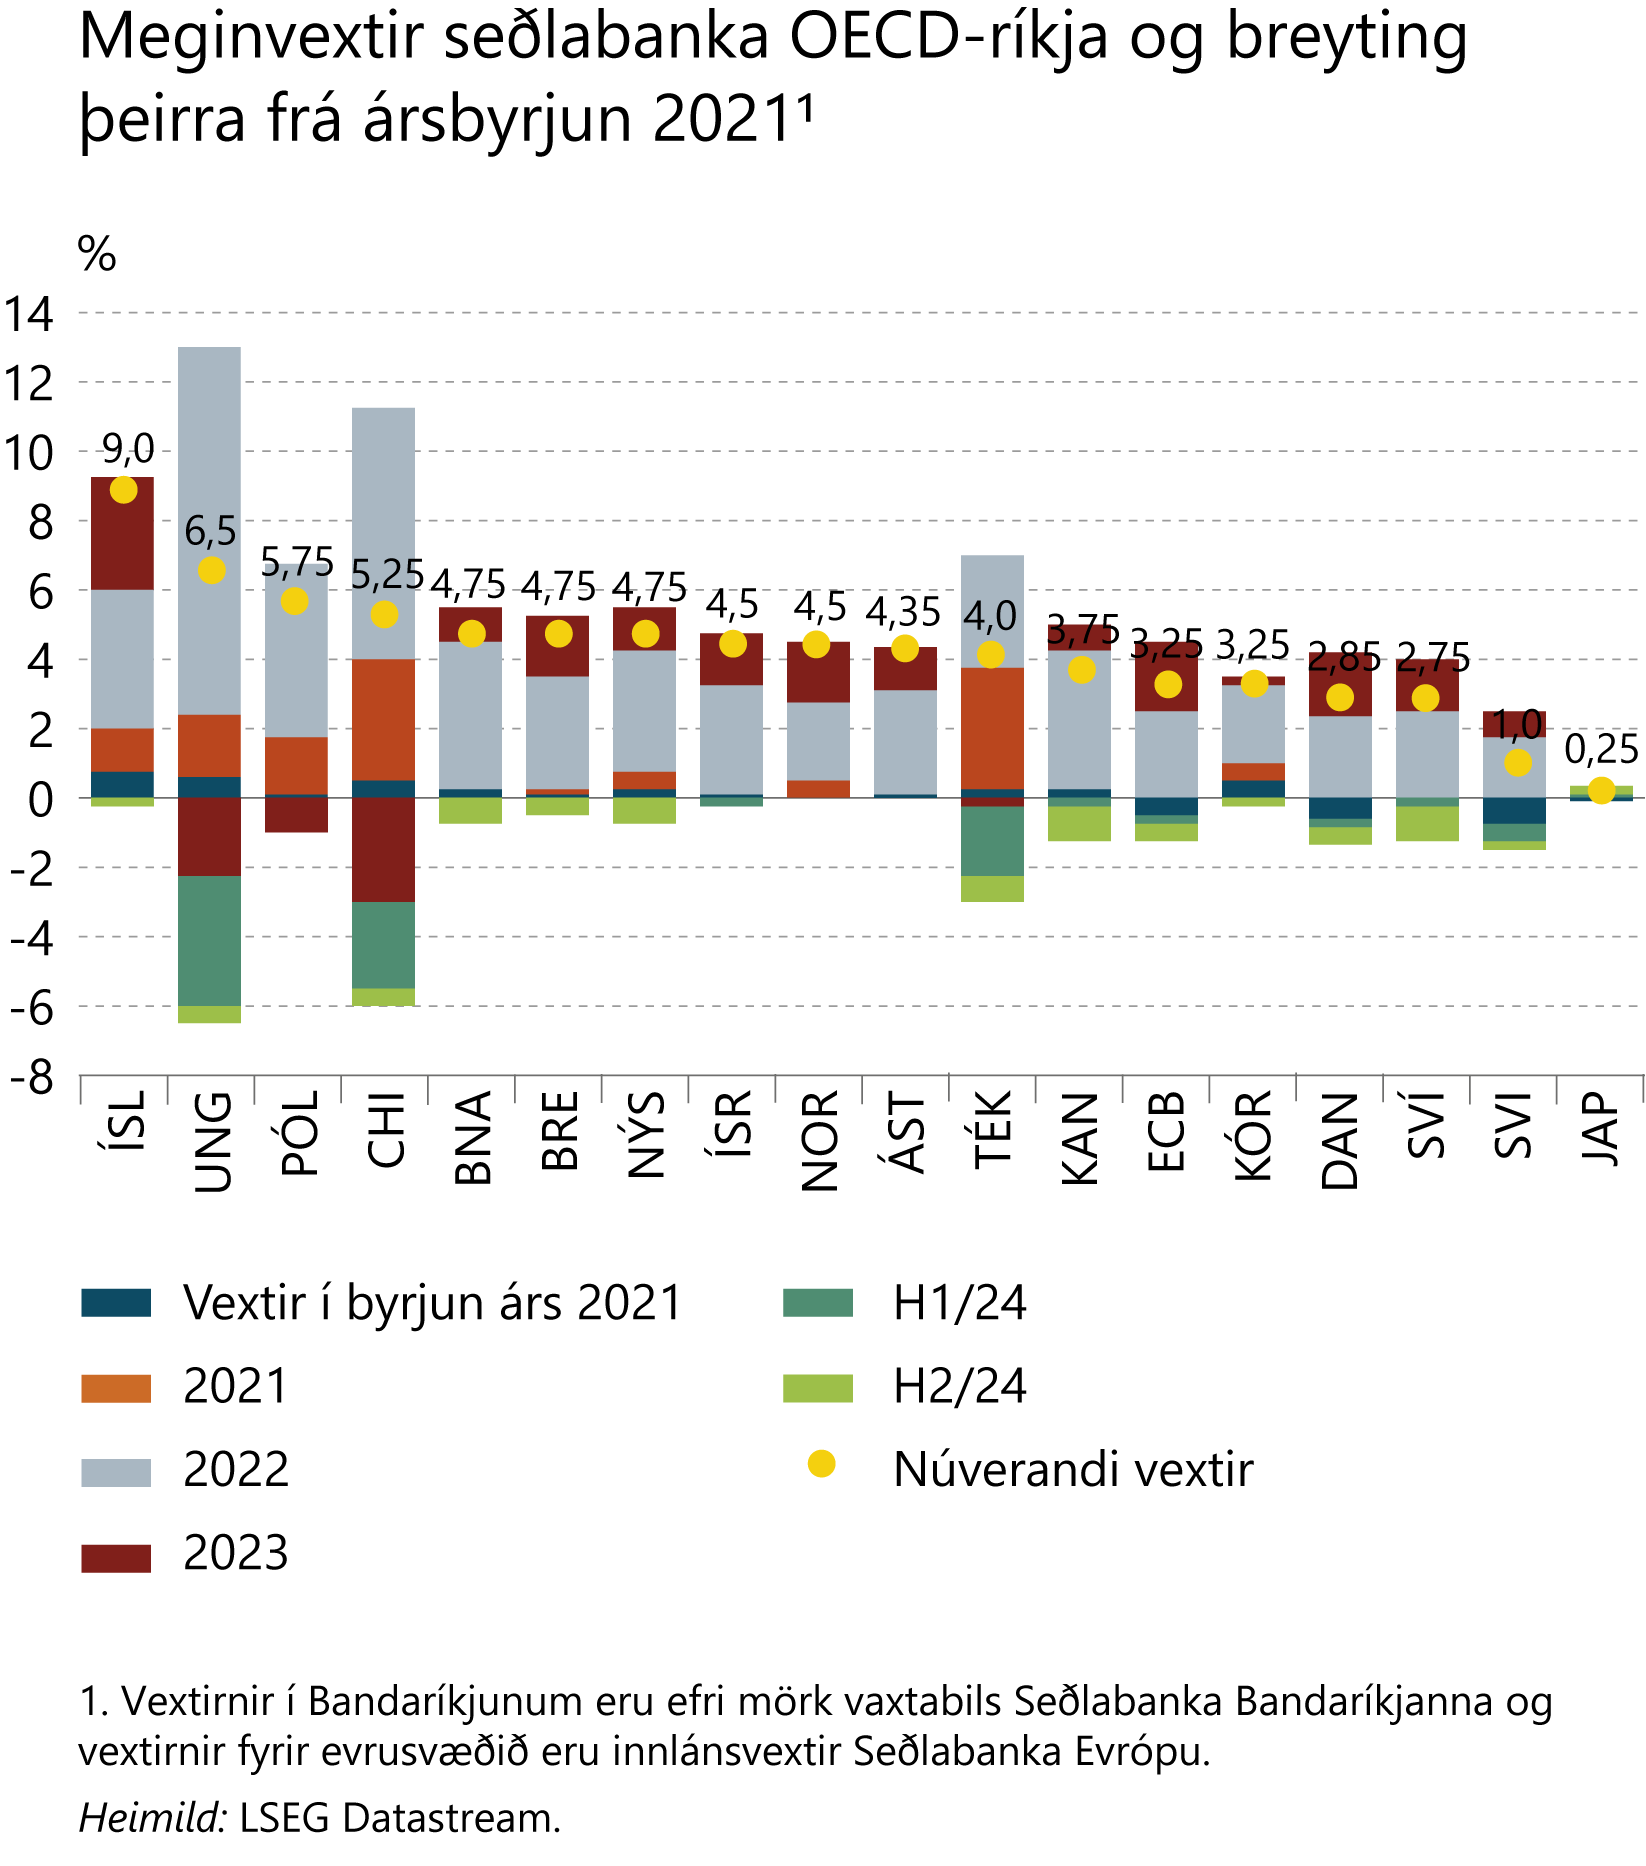 Meginvextir seðlabanka OECD-ríkja og breyting
þeirra frá ársbyrjun 2021¹
%
14
12
10
8
6
4
2
0
-2
-4
-6
-8
9,0
6,5
5,75
5,25
4,75
4,75
4,75
4,5
4,5
4,35
4,0
3,75
3,25
3,25
2,85
2,75
1,0
0,25
ÍSL
UNG
PÓL
CHI
BNA
BRE
NÝS
ÍSR
NOR
ÁST
TÉK
KAN
ECB
KÓR
DAN
SVÍ
SVI
JAP
Vextir í byrjun árs 2021
2021
2022
2023
H1/24
H2/24
Núverandi vextir
1. Vextirnir í Bandaríkjunum eru efri mörk vaxtabils Seðlabanka Bandaríkjanna og
vextirnir fyrir evrusvæðið eru innlánsvextir Seðlabanka Evrópu.
Heimild: LSEG Datastream.